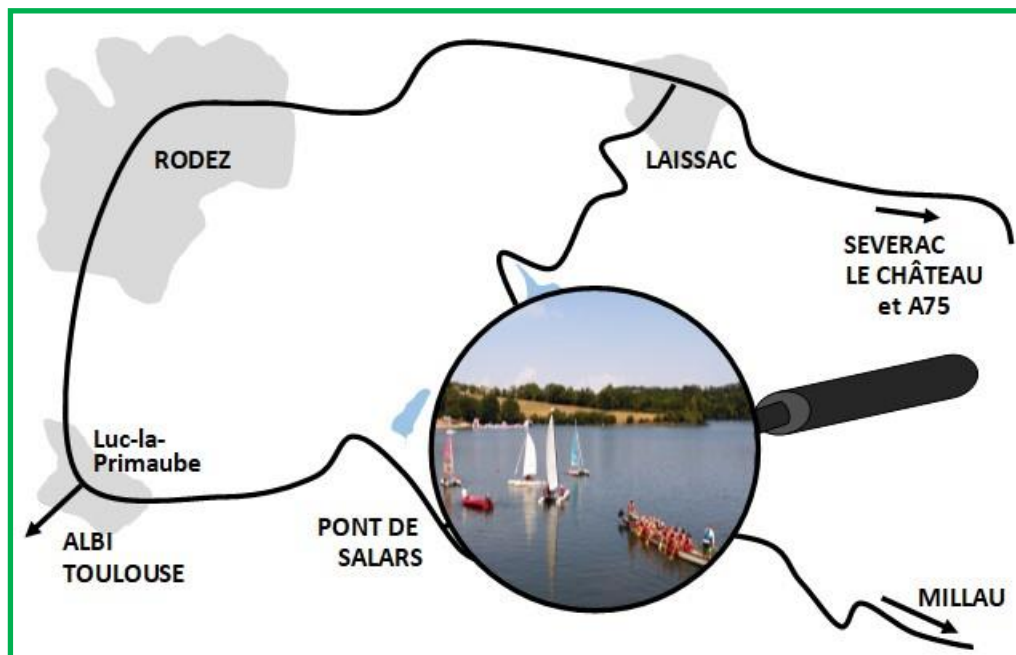 RODEZ
LAISSAC
SEVERAC
LE CHÂTEAU
et A75
Luc-la-
Primaube
PONT DE
SALARS
ALBI
TOULOUSE
MILLAU